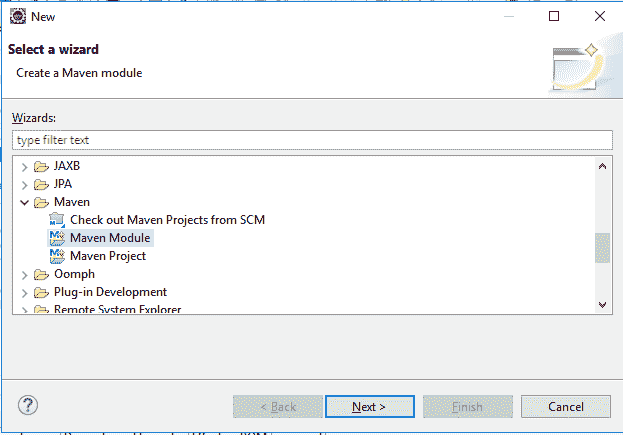 New
Select a wizard
Create a Maven module
Wizards:
type filter text
JAXB
JPA
Maven
Check out Maven Projects from SCM
Maven Module
Maven Project
Oomph
Plug-in Development
Remote System Explorer
? < Back Next > Finish Cancel